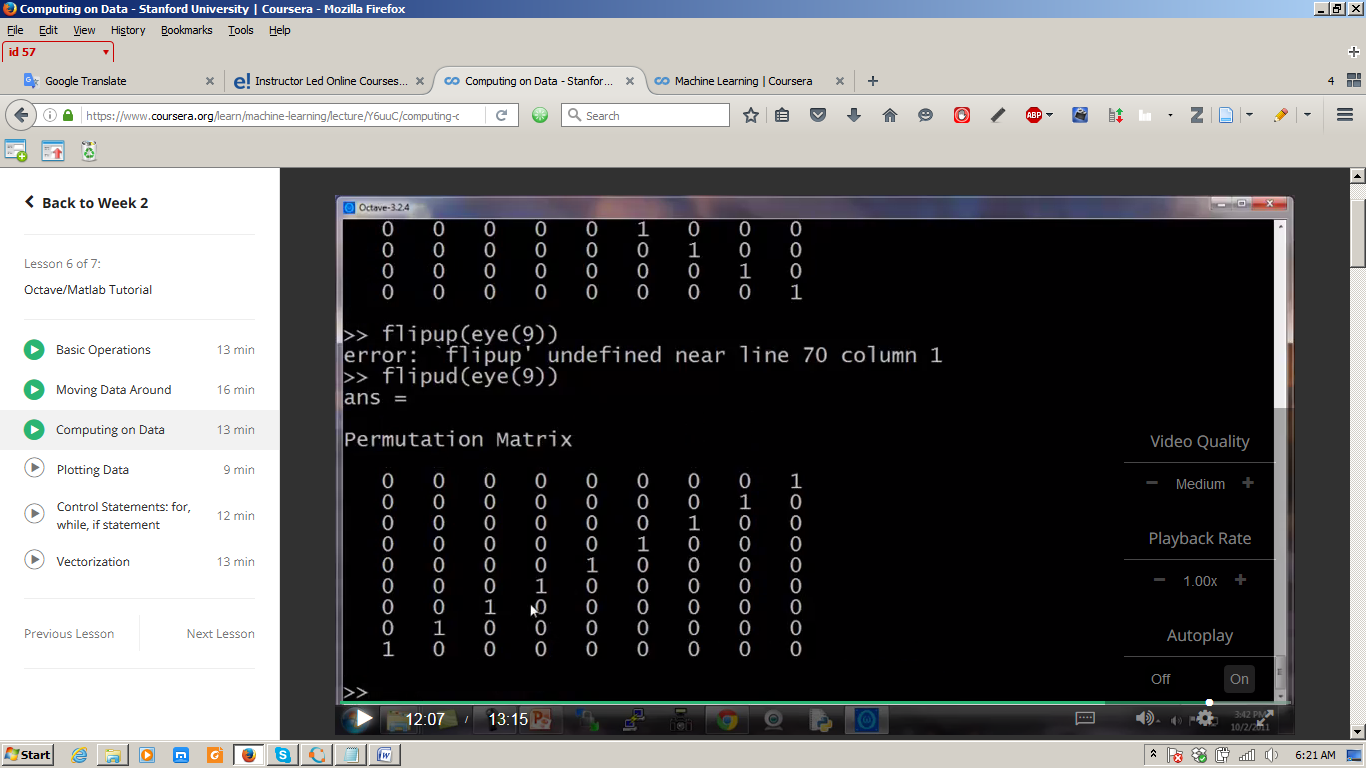 Computing on Data - Stanford University | Coursera - Mozilla Firefox
File Edit View History Bookmarks Tools Help
id 57
Google Translate
Instructor Led Online Courses...
Computing on Data - Stanfor...
Machine Learning | Coursera
4
https://www.coursera.org/learn/machine-learning/lecture/Y6uuC/computing-c
Search
ABP
Back to Week 2
Lesson 6 of 7:
Octave/Matlab Tutorial
Basic Operations 13 min
Moving Data Around 16 min
Computing on Data 13 min
Plotting Data 9 min
Control Statements: for, while, if statement 12 min
Vectorization 13 min
Previous Lesson Next Lesson
Octave-3.2.4
0 0 0 0 0 1 0 0 0
0 0 0 0 0 0 1 0 0
0 0 0 0 0 0 0 1 0
0 0 0 0 0 0 0 0 1
>> flipup(eye(9))
error: `flipup' undefined near line 70 column 1
>> flipud(eye(9))
ans =
Permutation Matrix
0 0 0 0 0 0 0 0 1
0 0 0 0 0 0 0 1 0
0 0 0 0 0 0 1 0 0
0 0 0 0 0 1 0 0 0
0 0 0 0 1 0 0 0 0
0 0 0 1 0 0 0 0 0
0 0 1 0 0 0 0 0 0
0 1 0 0 0 0 0 0 0
1 0 0 0 0 0 0 0 0
>>
Video Quality
− Medium +
Playback Rate
− 1.00x +
Autoplay
Off On
12:07 / 13:15
3:42 PM
10/2/2011
Start
6:21 AM